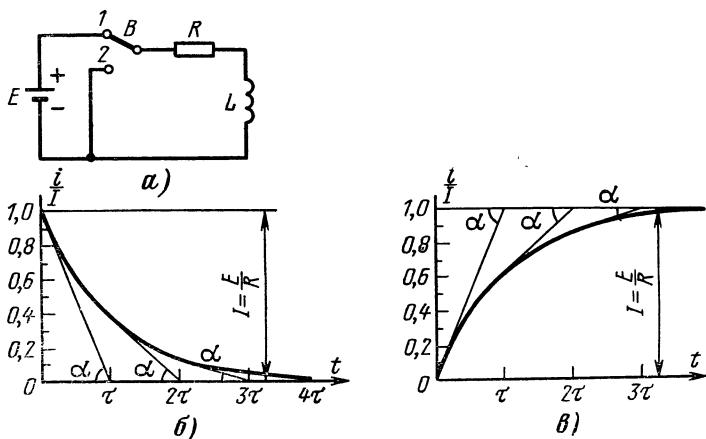 1
B
R
2
E
+
−
L
а)
i/I
1,0
0,8
0,6
0,4
0,2
0
α
α
α
I = E/R
t
τ
2τ
3τ
4τ
б)
i/I
1,0
0,8
0,6
0,4
0,2
0
α
α
α
I = E/R
t
τ
2τ
3τ
в)